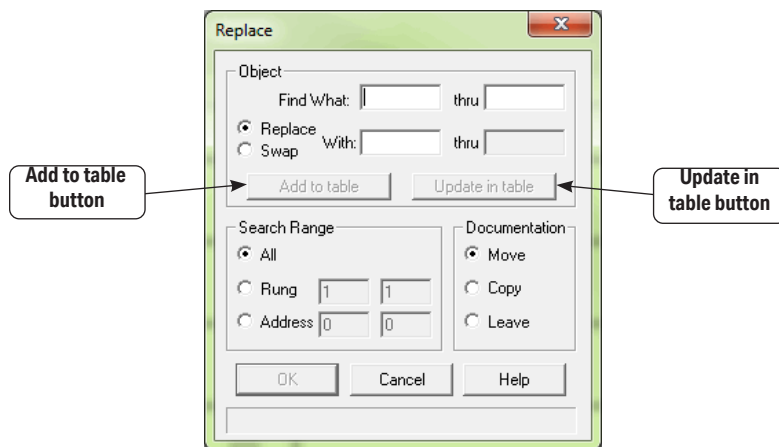 Replace
Object
Find What:
thru
Replace
Swap
With:
thru
Add to table
Update in table
Add to table
button
Update in
table button
Search Range
All
Rung 1 1
Address 0 0
Documentation
Move
Copy
Leave
OK Cancel Help